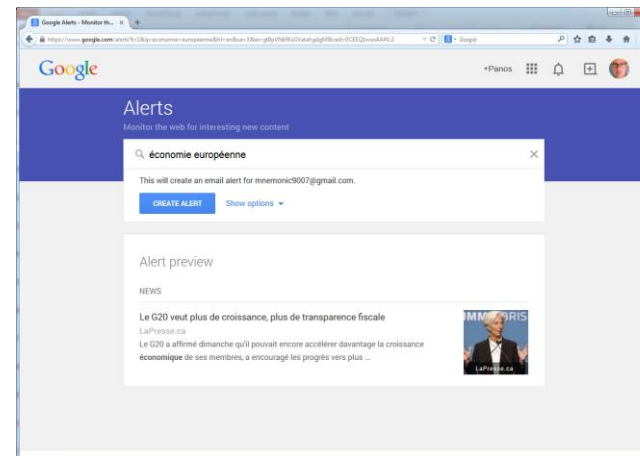 Google Alerts - Monitor th...
Google
Google
+Panos
Alerts
Monitor the web for interesting new content
économie européenne
This will create an email alert for mnemonic9007@gmail.com.
CREATE ALERT
Show options
Alert preview
NEWS
Le G20 veut plus de croissance, plus de transparence fiscale
LaPresse.ca
Le G20 a affirmé dimanche qu'il pouvait encore accélérer davantage la croissance
économique de ses membres, a encouragé les progrès vers plus ...
LaPresse.ca